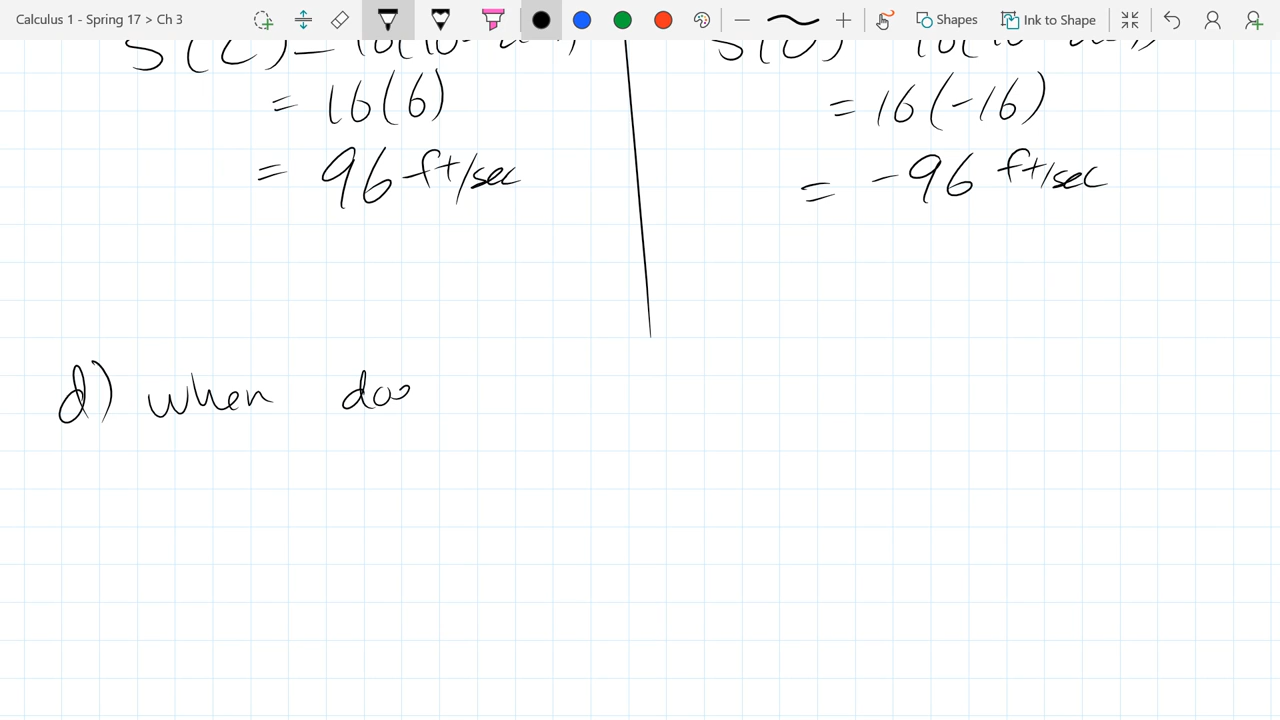 Calculus 1 - Spring 17 > Ch 3
Shapes
Ink to Shape
= 16(6)
= 96 ft/sec
= 16(-16)
= -96 ft/sec
d) when does